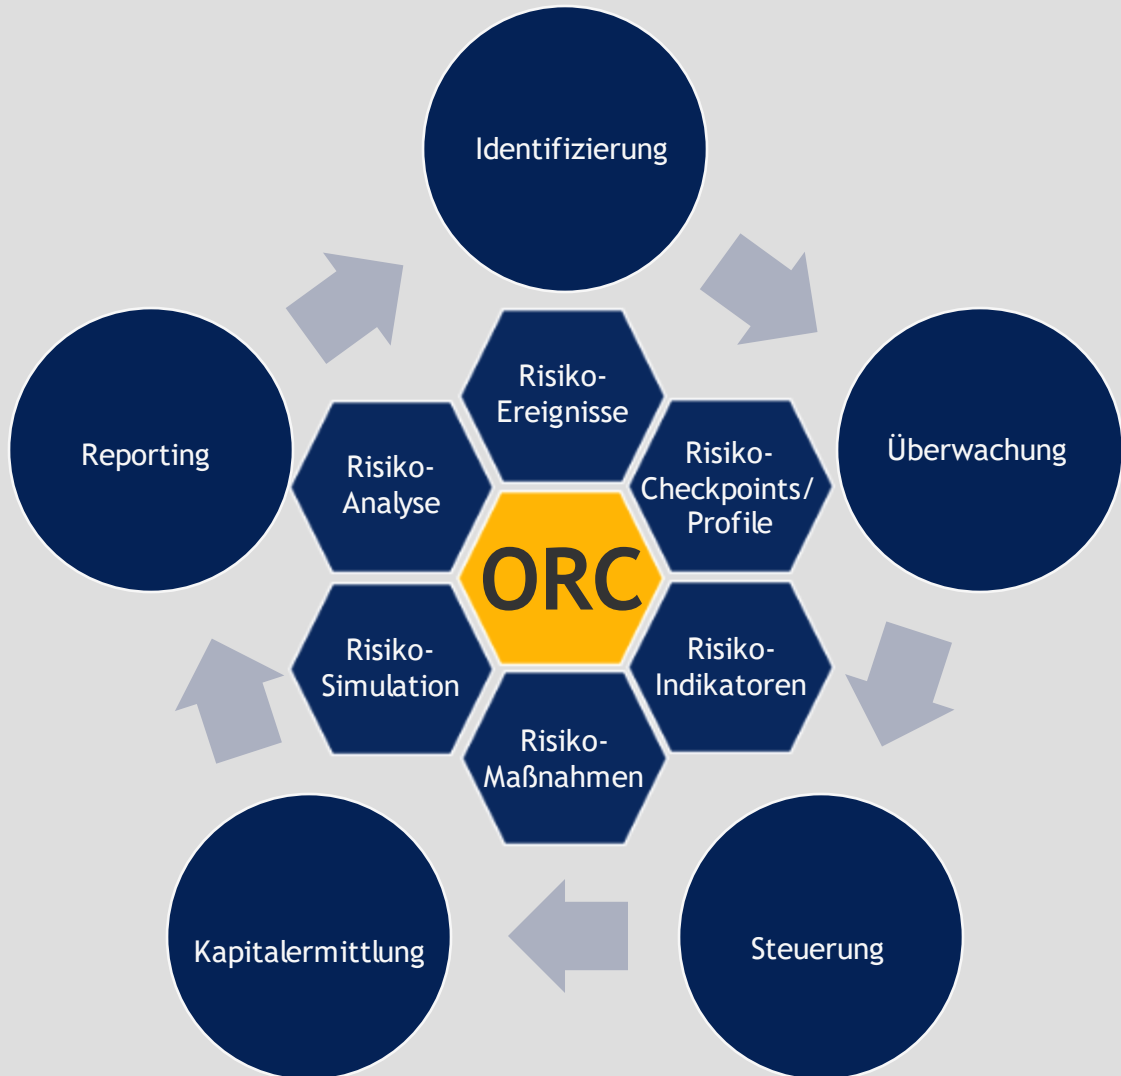 Identifizierung
Reporting
Überwachung
Risiko-
Ereignisse
Risiko-
Analyse
Risiko-
Checkpoints/
Profile
ORC
Risiko-
Simulation
Risiko-
Indikatoren
Risiko-
Maßnahmen
Kapitalermittlung
Steuerung